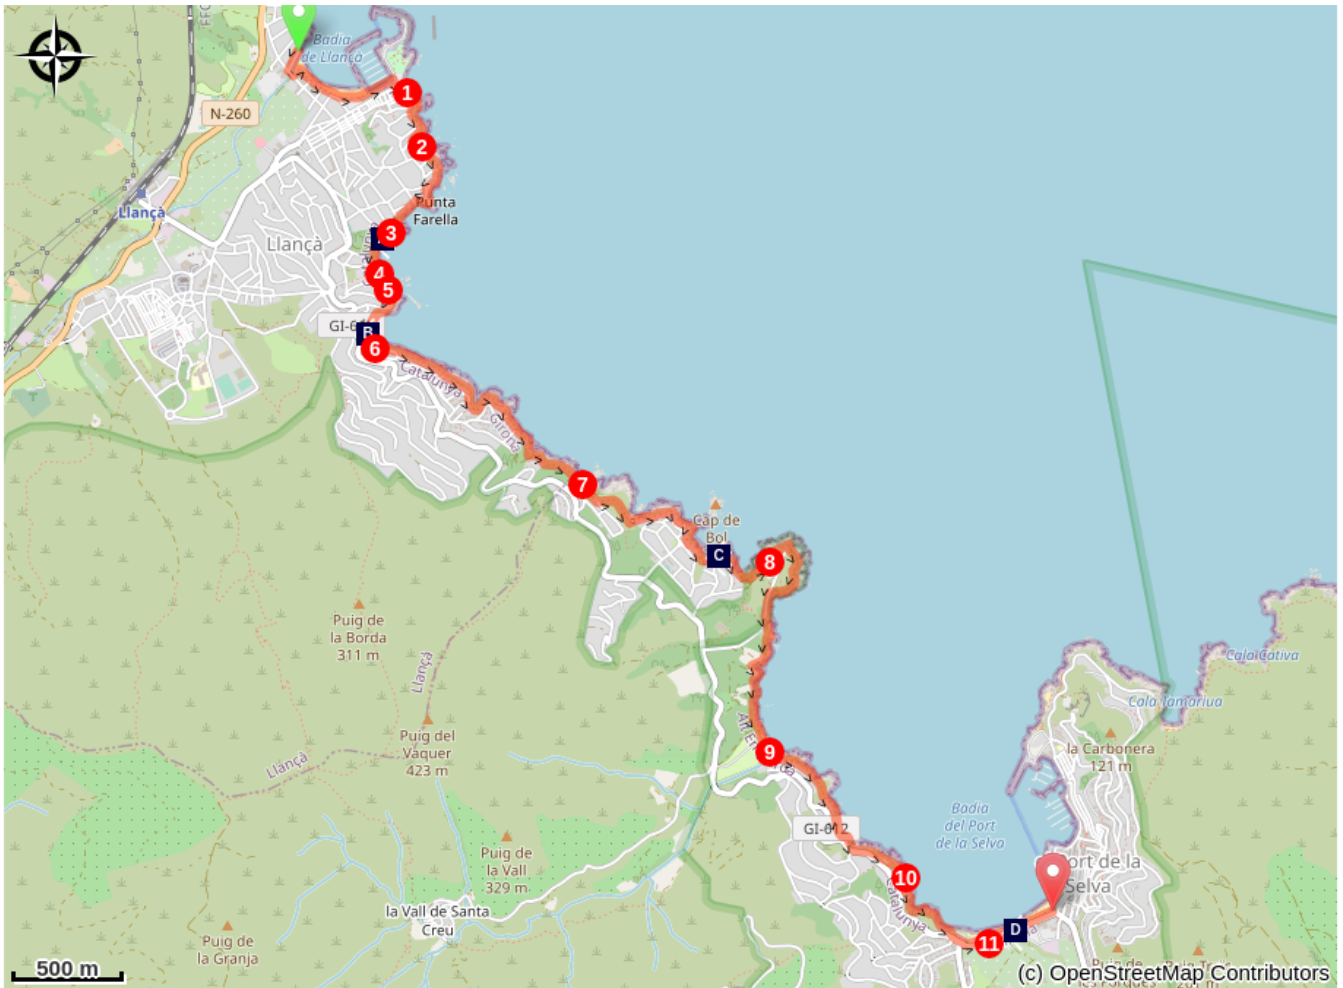 FFC
Badia
de Llançà
1
N-260
2
Llançà
Punta
Farella
3
Llançà
4
5
GI-6
B
6
Catalunya
Girona
7
Cap de
Bol
C
8
Puig de
la Borda
311 m
Llançà
Cala Cativa
Cala Tamariua
Puig del
Vaquer
423 m
la Carbonera
121 m
9
Llançà
Badia
del Port
de la Selva
GI-612
Puig de
la Vall
329 m
ort de la
Selva
10
Catalunya
la Vall de Santa
Creu
D
11
Puig de
la Granja
500 m
(c) OpenStreetMap Contributors